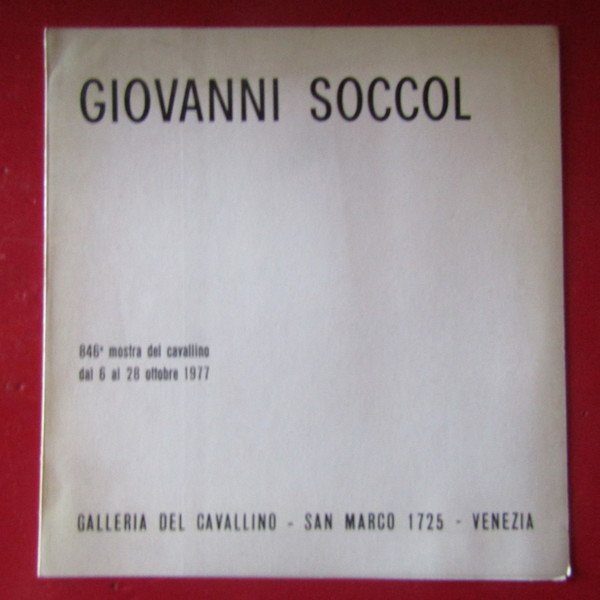 GIOVANNI SOCCOL
846ª mostra del cavallino
dal 6 al 28 ottobre 1977
GALLERIA DEL CAVALLINO - SAN MARCO 1725 - VENEZIA